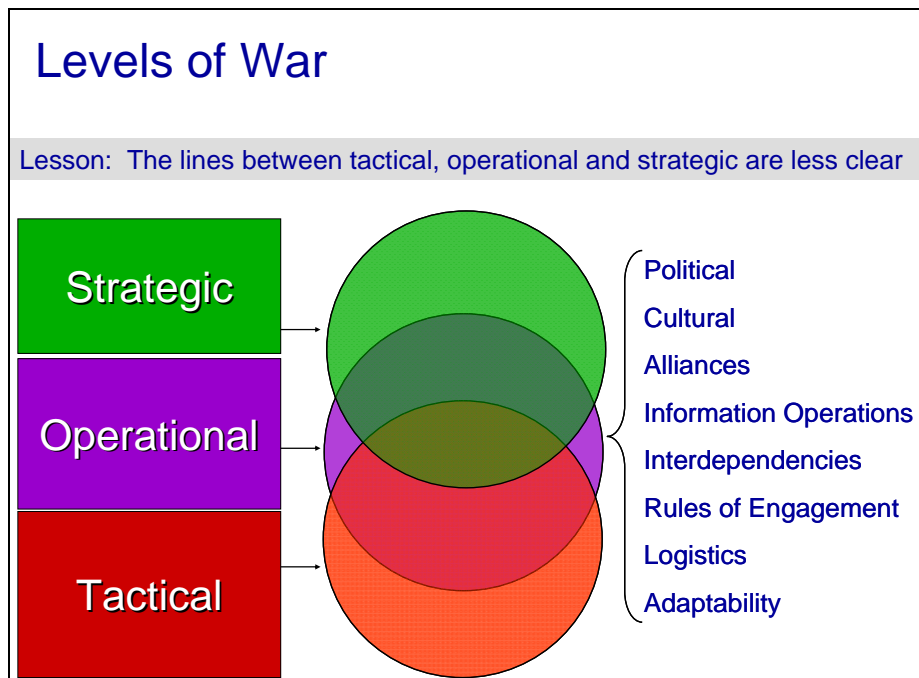 Levels of War
Lesson: The lines between tactical, operational and strategic are less clear
Strategic
Operational
Tactical
Political
Cultural
Alliances
Information Operations
Interdependencies
Rules of Engagement
Logistics
Adaptability